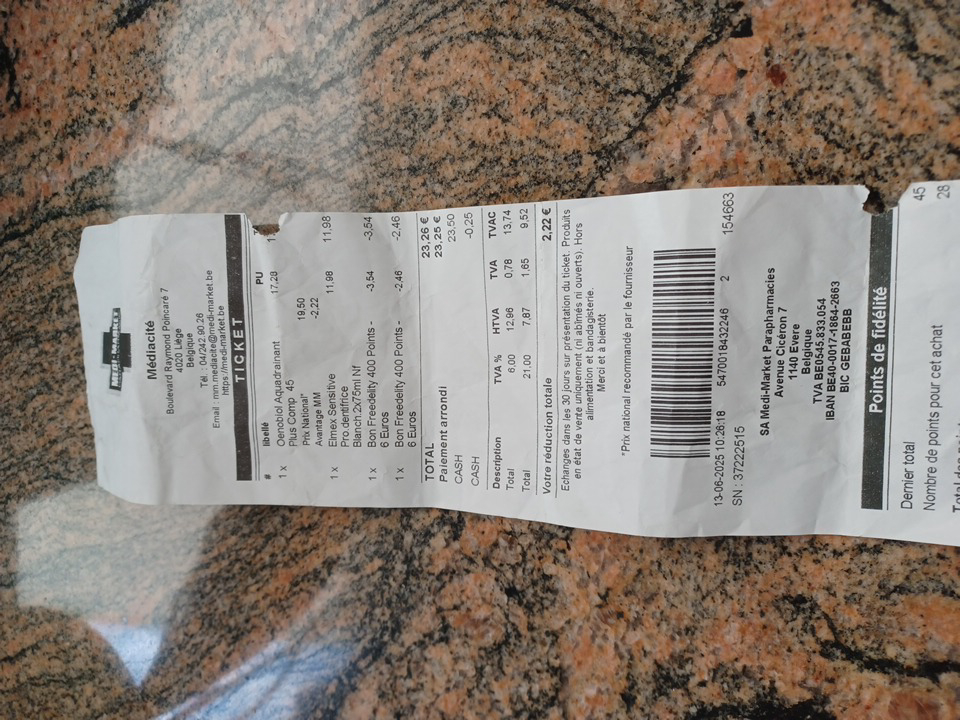 MEDI-MARKET
Médiacité
Boulevard Raymond Poincaré 7
4020 Liège
Belgique
Tél. : 04/242.90.26
Email : mm.mediacite@medi-market.be
https://medi-market.be
TICKET
# libellé PU
1 x Oenobiol Aquadrainant 17,28 1
Plus Comp 45
Prix National* 19,50
Avantage MM -2,22
1 x Elmex Sensitive 11,98 11,98
Pro dentifrice
Blanch.2x75ml Nf
1 x Bon Freedelity 400 Points - -3,54 -3,54
6 Euros
1 x Bon Freedelity 400 Points - -2,46 -2,46
6 Euros
TOTAL 23,26 €
Paiement arrondi 23,25 €
CASH 23,50
CASH -0,25
Description TVA % HTVA TVA TVAC
Total 6,00 12,96 0,78 13,74
Total 21,00 7,87 1,65 9,52
Votre réduction totale 2,22 €
Echanges dans les 30 jours sur présentation du ticket. Produits
en état de vente uniquement (ni abîmés ni ouverts). Hors
alimentation et bandagisterie.
Merci et à bientôt
*Prix national recommandé par le fournisseur
13-06-2025 10:26:18 5470018432246 2 154663
SN : 37222515
SA Medi-Market Parapharmacies
Avenue Cicéron 7
1140 Evere
Belgique
TVA BE0545.833.054
IBAN BE40-0017-1864-2663
BIC GEBABEBB
Points de fidélité
Dernier total 45
Nombre de points pour cet achat 28